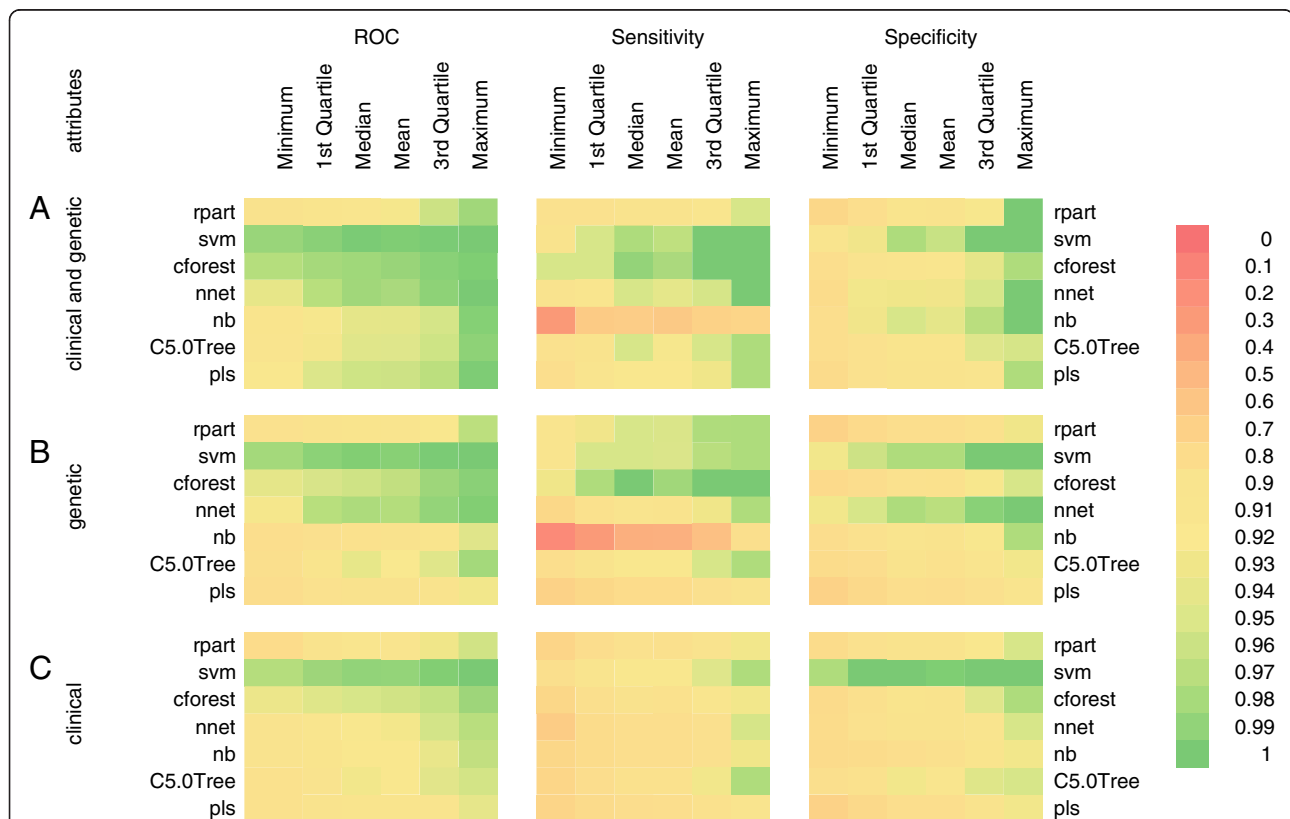 ROC Sensitivity Specificity
attributes
Minimum 1st Quartile Median Mean 3rd Quartile Maximum
Minimum 1st Quartile Median Mean 3rd Quartile Maximum
Minimum 1st Quartile Median Mean 3rd Quartile Maximum
A
clinical and genetic
rpart rpart
svm svm
cforest cforest
nnet nnet
nb nb
C5.0Tree C5.0Tree
pls pls
B
genetic
rpart rpart
svm svm
cforest cforest
nnet nnet
nb nb
C5.0Tree C5.0Tree
pls pls
C
clinical
rpart rpart
svm svm
cforest cforest
nnet nnet
nb nb
C5.0Tree C5.0Tree
pls pls
0
0.1
0.2
0.3
0.4
0.5
0.6
0.7
0.8
0.9
0.91
0.92
0.93
0.94
0.95
0.96
0.97
0.98
0.99
1